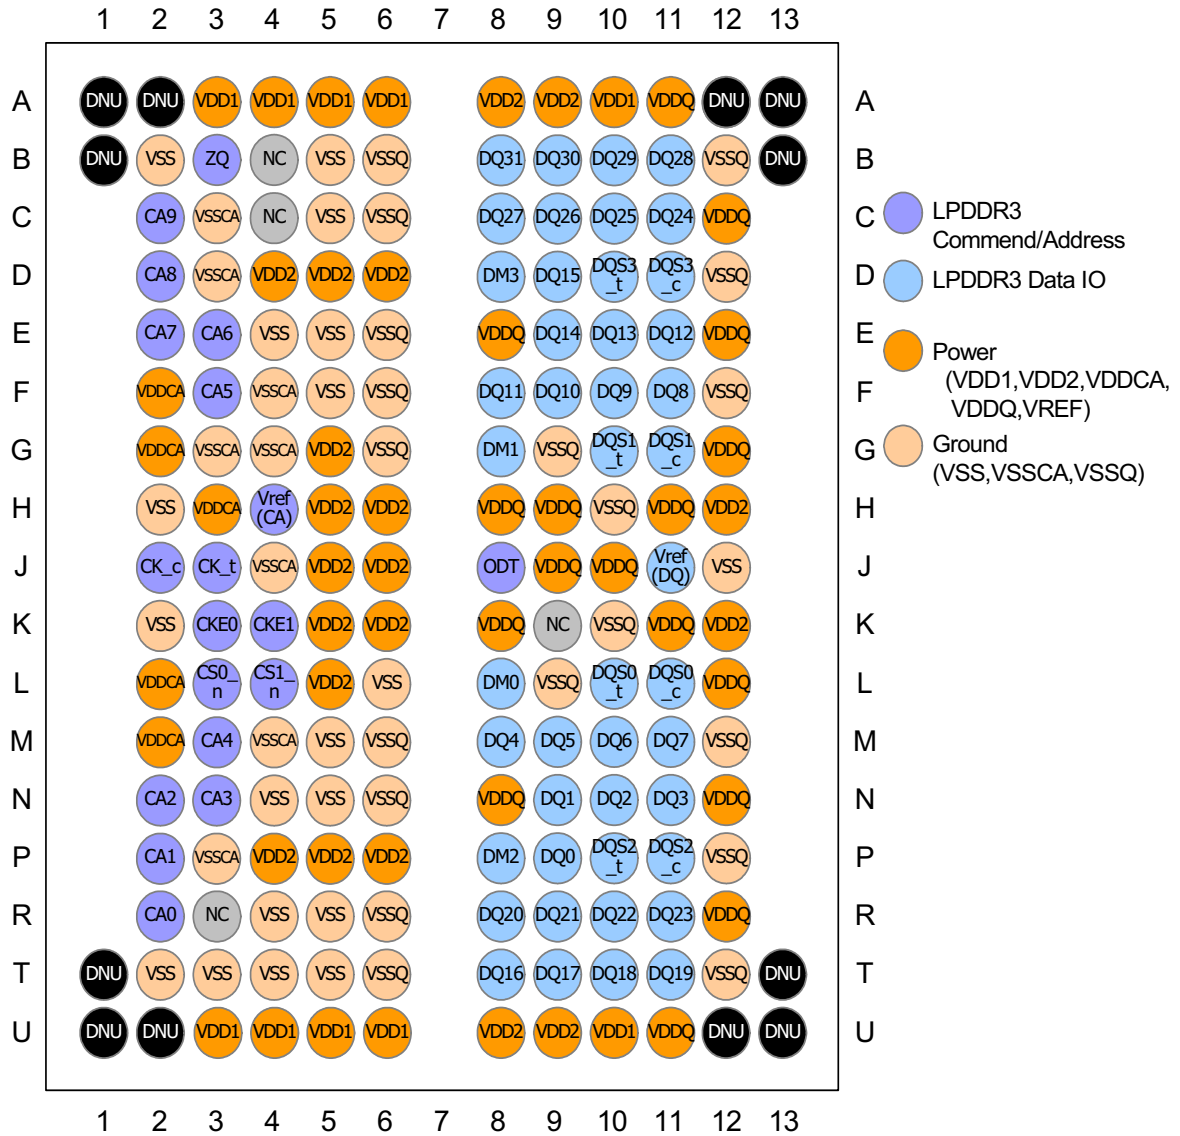 1 2 3 4 5 6 7 8 9 10 11 12 13
A DNU DNU VDD1 VDD1 VDD1 VDD1 VDD2 VDD2 VDD1 VDDQ DNU DNU A
B DNU VSS ZQ NC VSS VSSQ DQ31 DQ30 DQ29 DQ28 VSSQ DNU B
C CA9 VSSCA NC VSS VSSQ DQ27 DQ26 DQ25 DQ24 VDDQ C
LPDDR3
Commend/Address
D CA8 VSSCA VDD2 VDD2 VDD2 DM3 DQ15 DQS3_t DQS3_c VSSQ D
LPDDR3 Data IO
E CA7 CA6 VSS VSS VSSQ VDDQ DQ14 DQ13 DQ12 VDDQ E
Power
(VDD1,VDD2,VDDCA,
VDDQ,VREF)
F VDDCA CA5 VSSCA VSS VSSQ DQ11 DQ10 DQ9 DQ8 VSSQ F
G VDDCA VSSCA VSSCA VDD2 VSSQ DM1 VSSQ DQS1_t DQS1_c VDDQ G
Ground
(VSS,VSSCA,VSSQ)
H VSS VDDCA Vref(CA) VDD2 VDD2 VDDQ VDDQ VSSQ VDDQ VDD2 H
J CK_c CK_t VSSCA VDD2 VDD2 ODT VDDQ VDDQ Vref(DQ) VSS J
K VSS CKE0 CKE1 VDD2 VDD2 VDDQ NC VSSQ VDDQ VDD2 K
L VDDCA CS0_n CS1_n VDD2 VSS DM0 VSSQ DQS0_t DQS0_c VDDQ L
M VDDCA CA4 VSSCA VSS VSSQ DQ4 DQ5 DQ6 DQ7 VSSQ M
N CA2 CA3 VSS VSS VSSQ VDDQ DQ1 DQ2 DQ3 VDDQ N
P CA1 VSSCA VDD2 VDD2 VDD2 DM2 DQ0 DQS2_t DQS2_c VSSQ P
R CA0 NC VSS VSS VSSQ DQ20 DQ21 DQ22 DQ23 VDDQ R
T DNU VSS VSS VSS VSS VSSQ DQ16 DQ17 DQ18 DQ19 VSSQ DNU T
U DNU DNU VDD1 VDD1 VDD1 VDD1 VDD2 VDD2 VDD1 VDDQ DNU DNU U
1 2 3 4 5 6 7 8 9 10 11 12 13